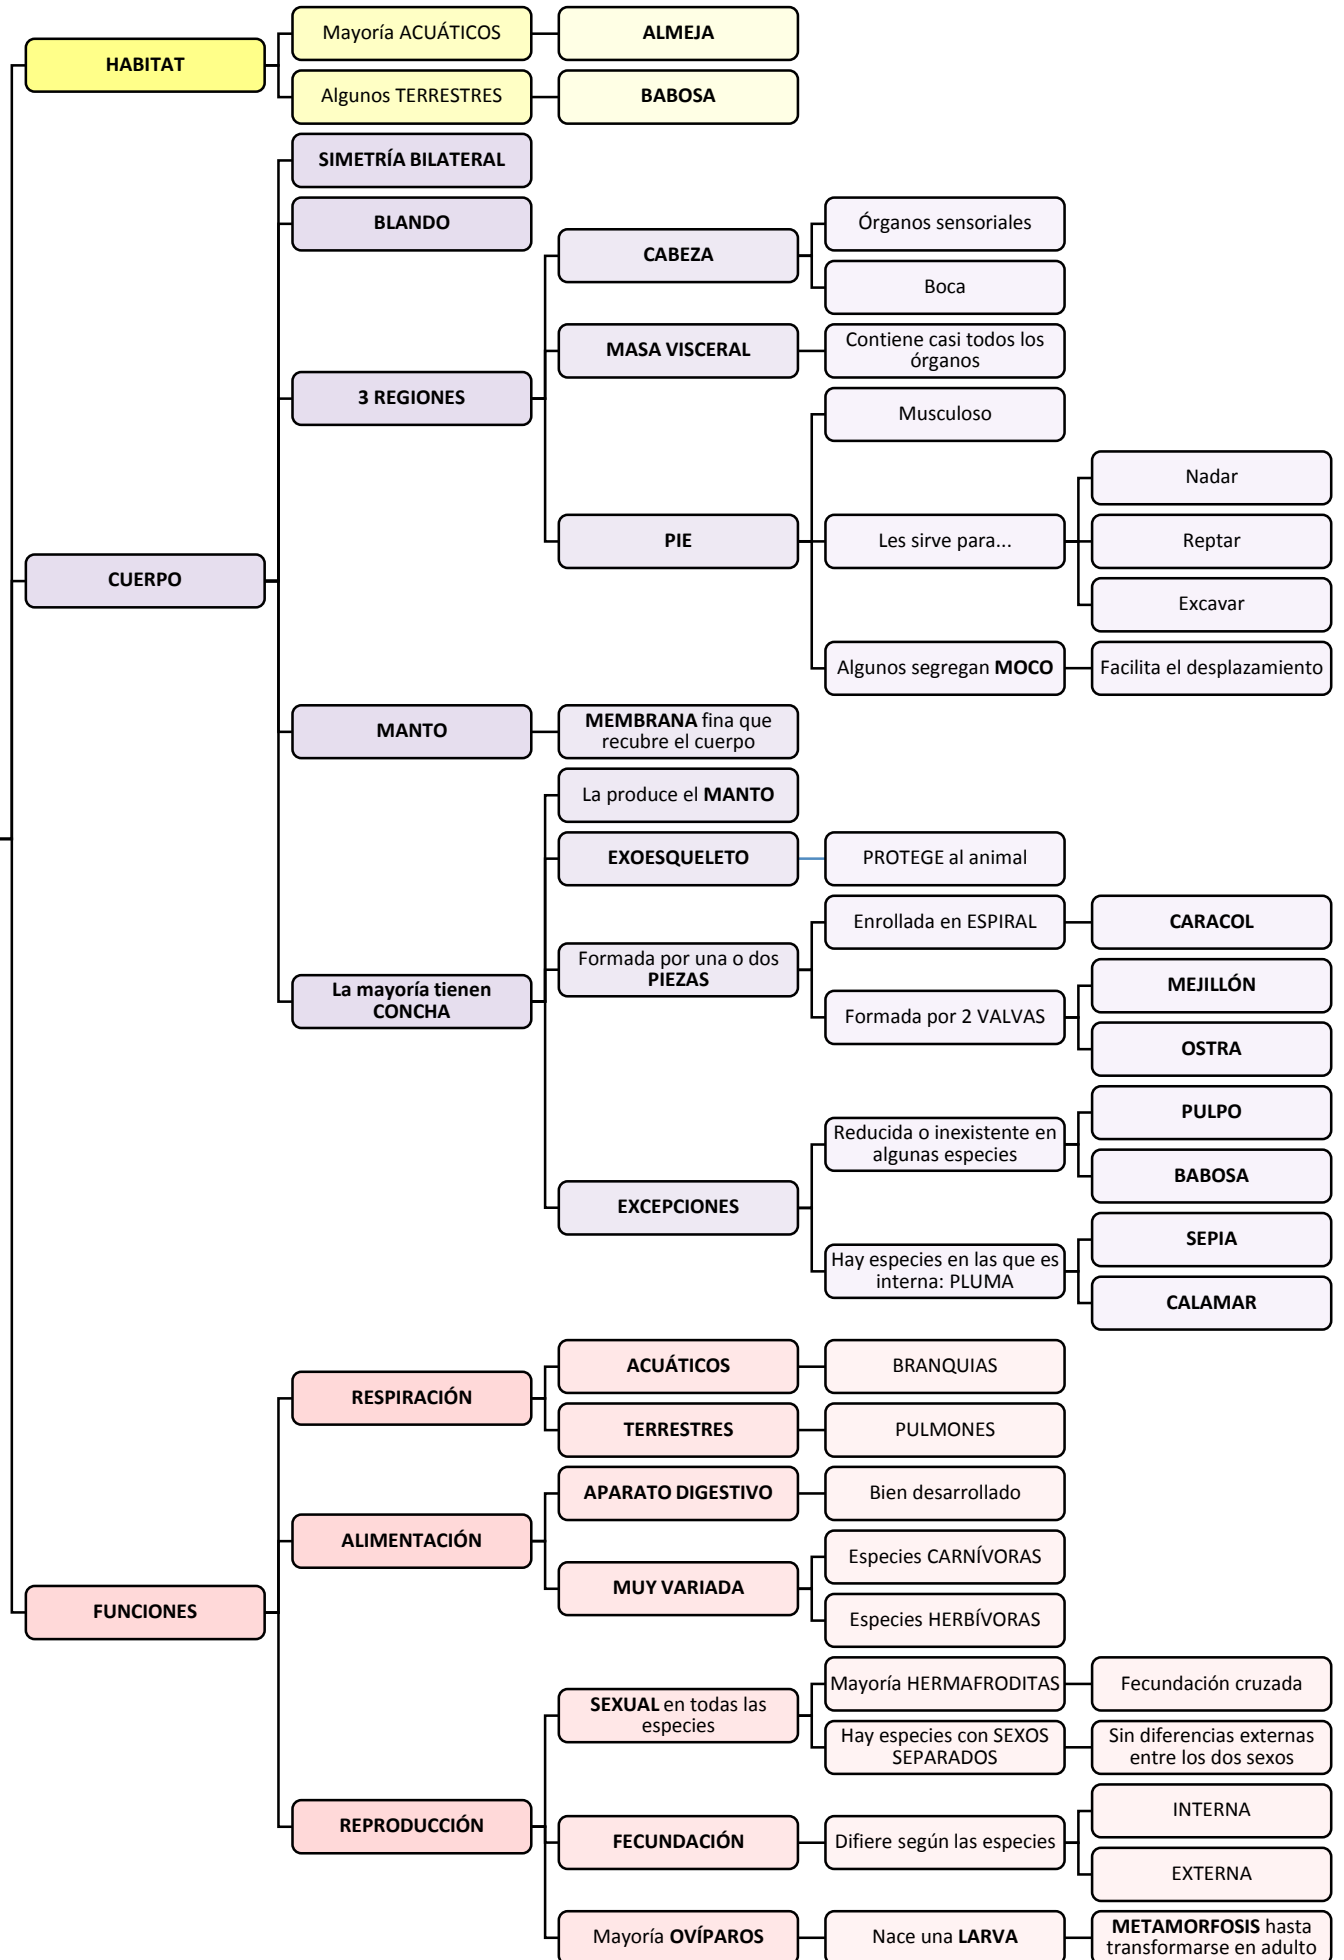 HABITAT
Mayoría ACUÁTICOS
ALMEJA
Algunos TERRESTRES
BABOSA
CUERPO
SIMETRÍA BILATERAL
BLANDO
3 REGIONES
CABEZA
Órganos sensoriales
Boca
MASA VISCERAL
Contiene casi todos los
órganos
PIE
Musculoso
Les sirve para...
Nadar
Reptar
Excavar
Algunos segregan MOCO
Facilita el desplazamiento
MANTO
MEMBRANA fina que
recubre el cuerpo
La mayoría tienen
CONCHA
La produce el MANTO
EXOESQUELETO
PROTEGE al animal
Formada por una o dos
PIEZAS
Enrollada en ESPIRAL
CARACOL
Formada por 2 VALVAS
MEJILLÓN
OSTRA
EXCEPCIONES
Reducida o inexistente en
algunas especies
PULPO
BABOSA
Hay especies en las que es
interna: PLUMA
SEPIA
CALAMAR
FUNCIONES
RESPIRACIÓN
ACUÁTICOS
BRANQUIAS
TERRESTRES
PULMONES
ALIMENTACIÓN
APARATO DIGESTIVO
Bien desarrollado
MUY VARIADA
Especies CARNÍVORAS
Especies HERBÍVORAS
REPRODUCCIÓN
SEXUAL en todas las
especies
Mayoría HERMAFRODITAS
Fecundación cruzada
Hay especies con SEXOS
SEPARADOS
Sin diferencias externas
entre los dos sexos
FECUNDACIÓN
Difiere según las especies
INTERNA
EXTERNA
Mayoría OVÍPAROS
Nace una LARVA
METAMORFOSIS hasta
transformarse en adulto